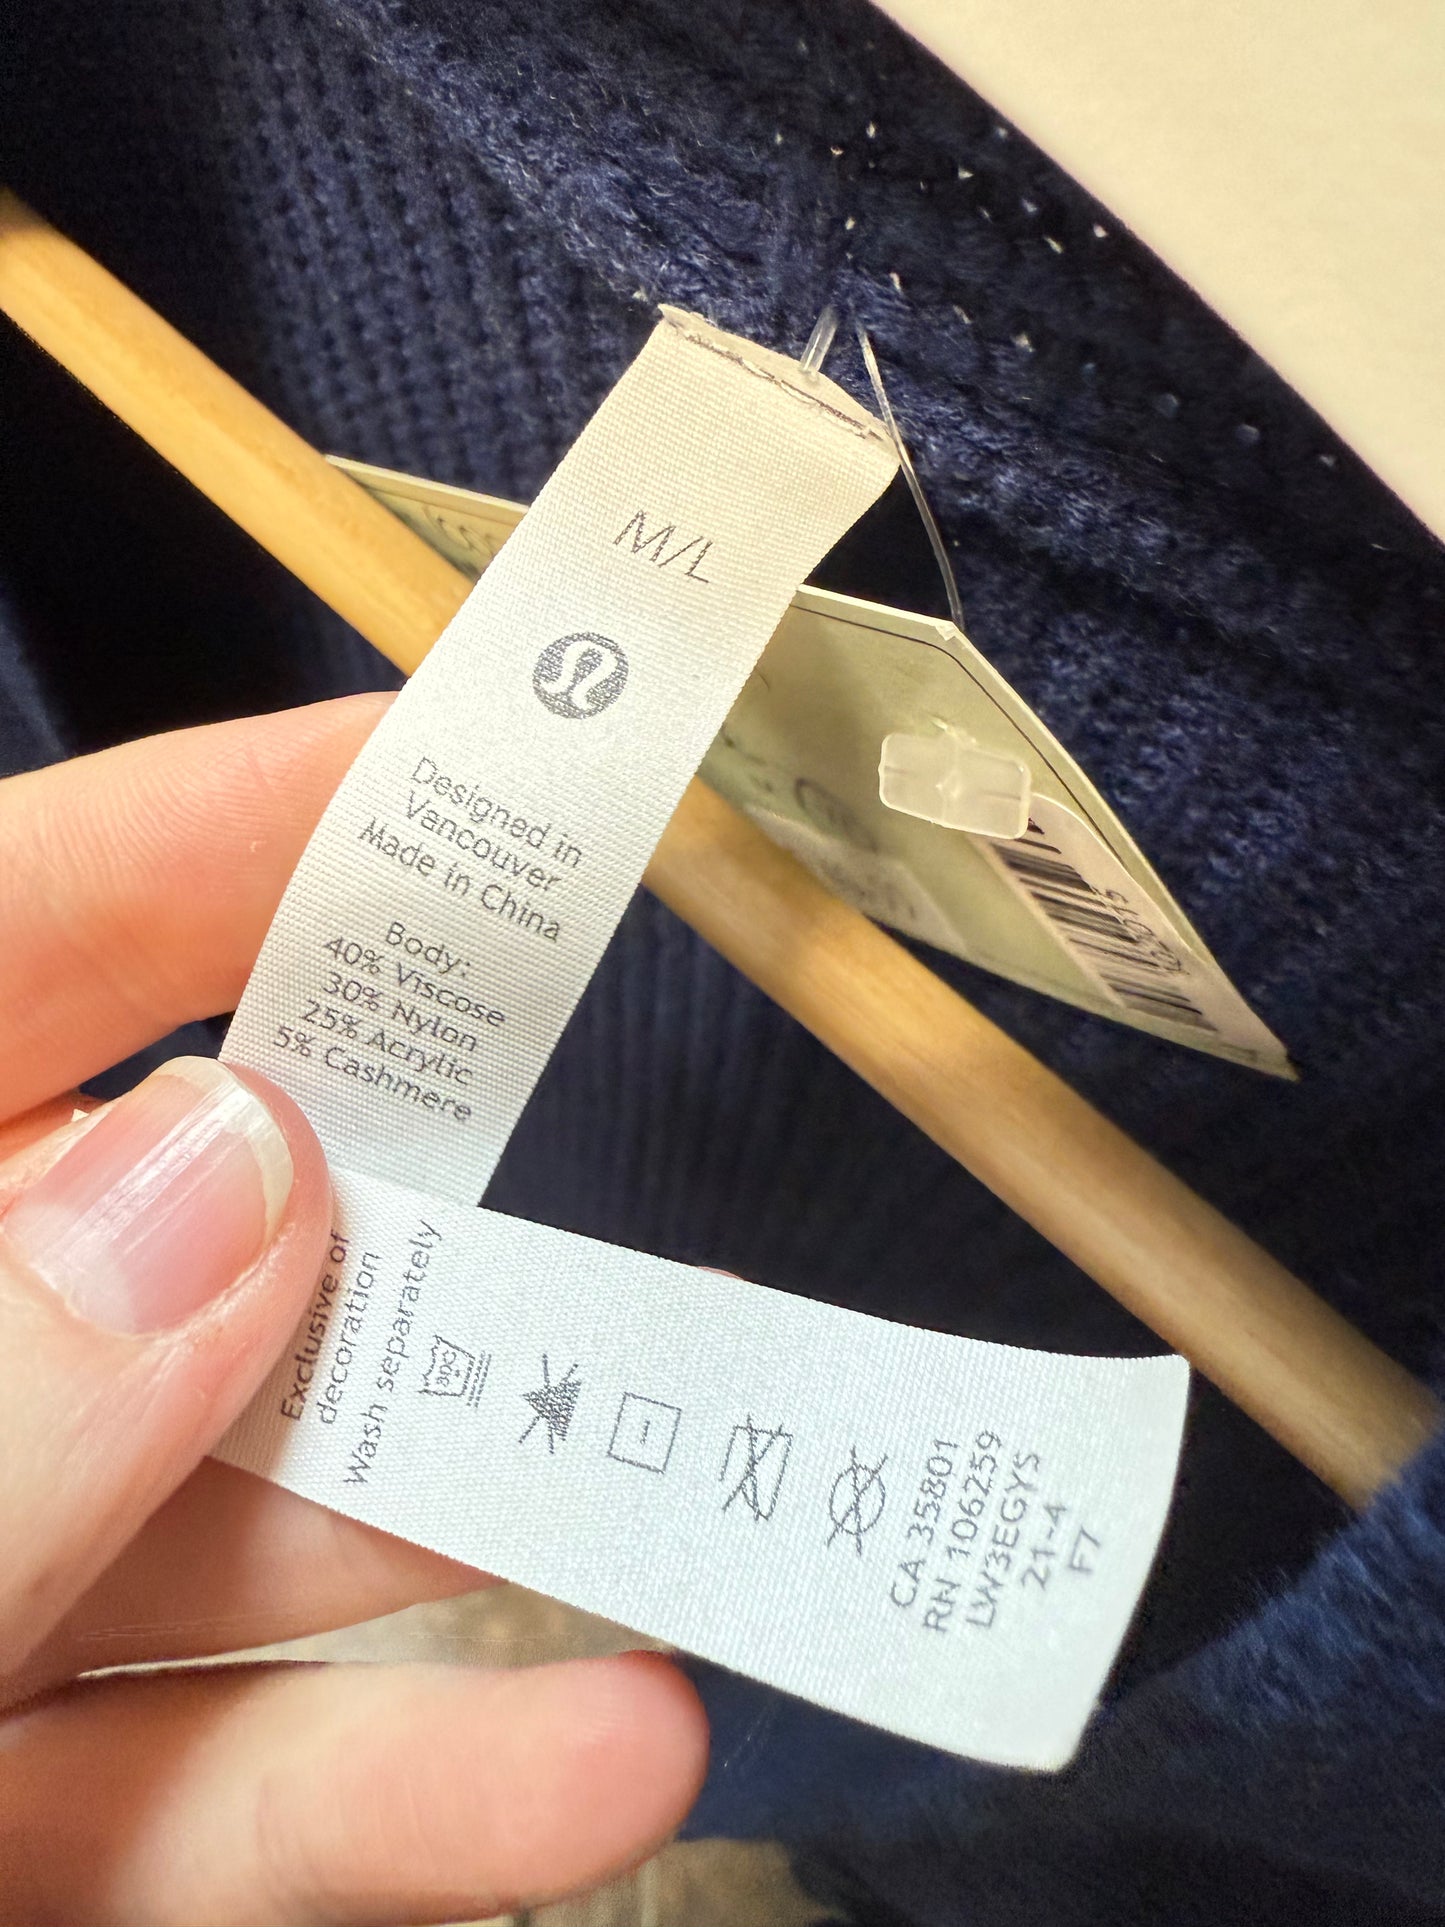 M/L
Designed in
Vancouver
Made in China
Body:
40% Viscose
30% Nylon
25% Acrylic
5% Cashmere
Exclusive of
decoration
Wash separately
30C
CA 35801
RN 106259
LW3EGYS
21-4
F7